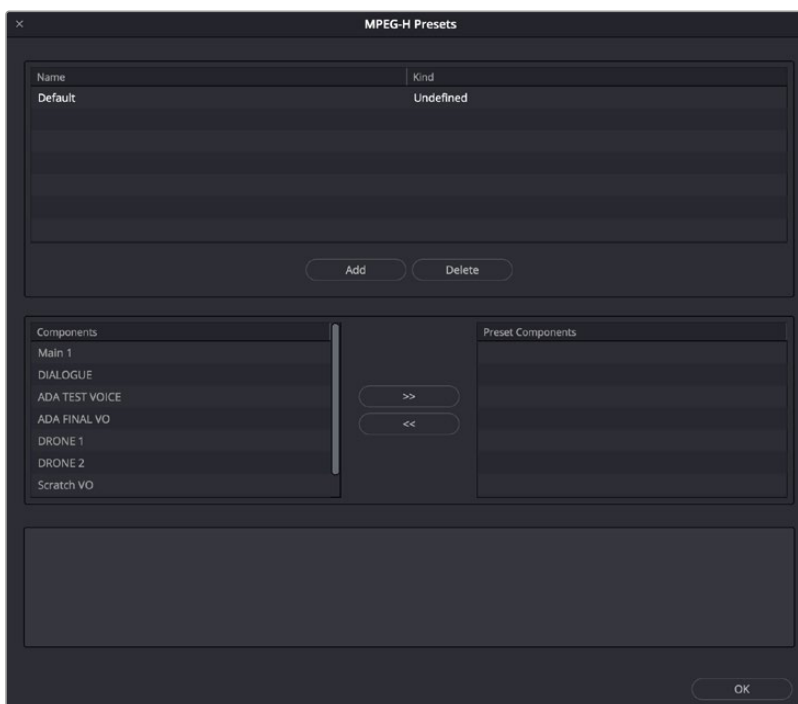 MPEG-H Presets
Name Kind
Default Undefined
Add Delete
Components Preset Components
Main 1
DIALOGUE
ADA TEST VOICE
>>
ADA FINAL VO
<<
DRONE 1
DRONE 2
Scratch VO
OK